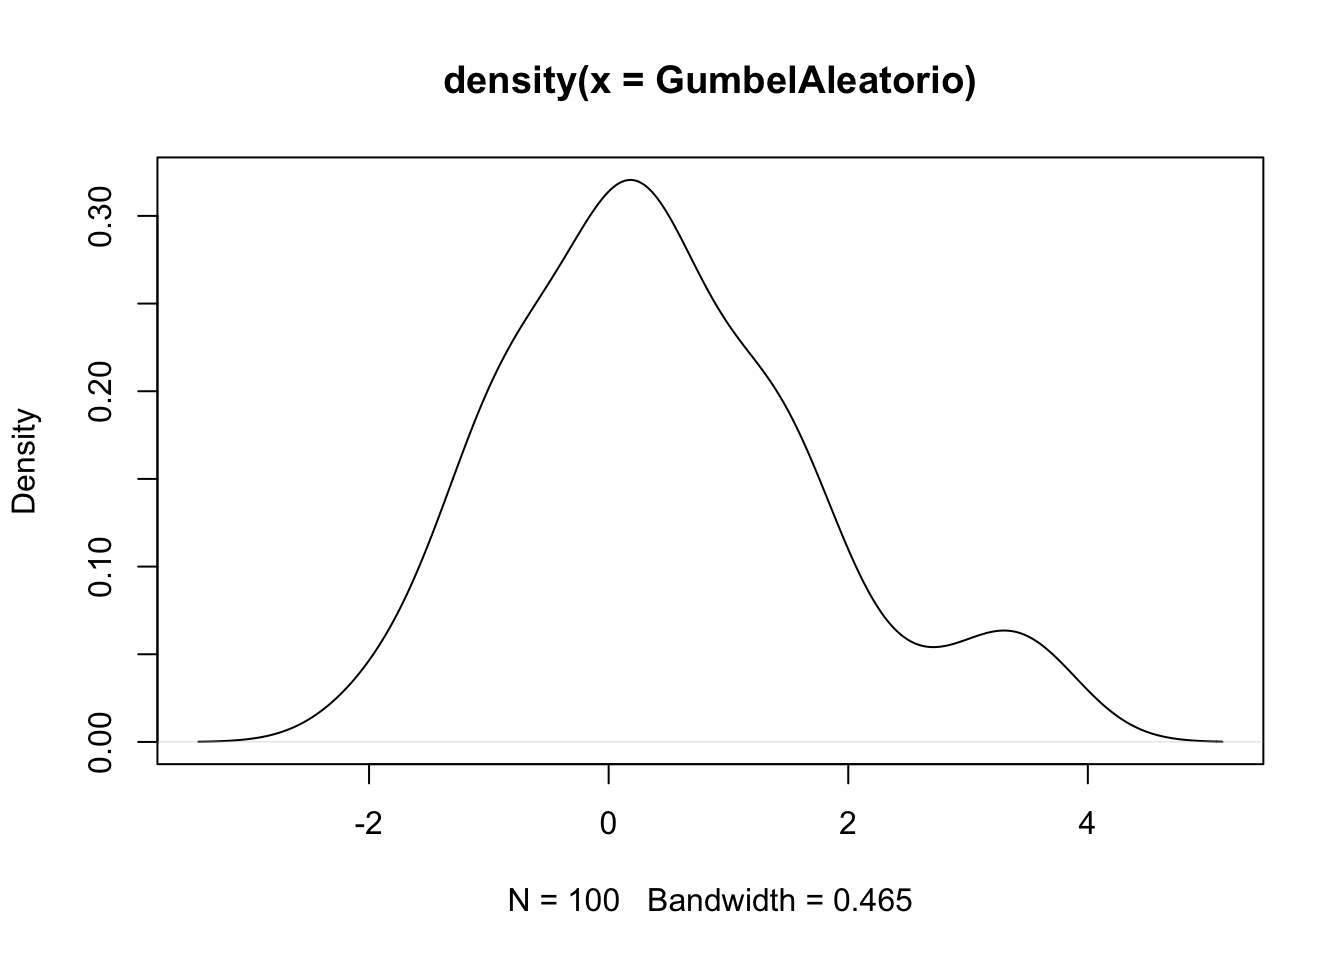 density(x = GumbelAleatorio)
Density
0.30
0.20
0.10
0.00
-2 0 2 4
N = 100 Bandwidth = 0.465